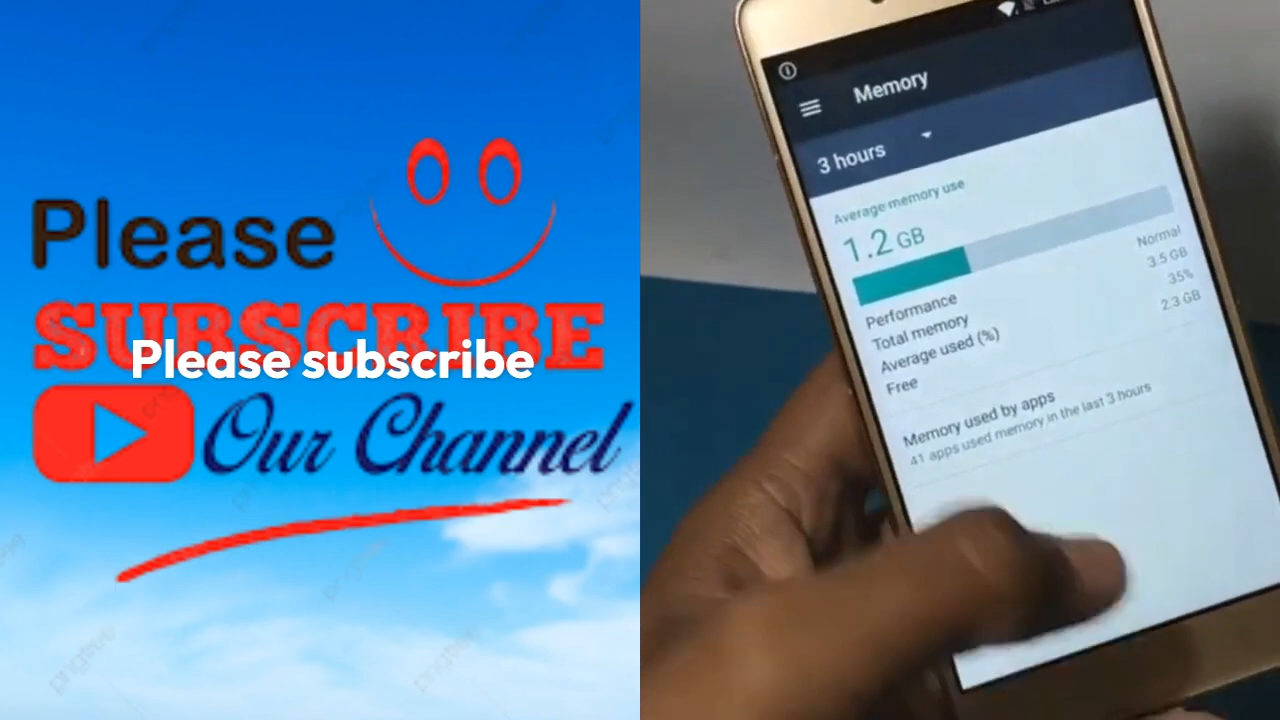 Please
SUBSCRIBE
Please subscribe
Our Channel
Memory
3 hours
Average memory use
1.2 GB
Performance Normal
Total memory 3.5 GB
Average used (%) 35%
Free 2.3 GB
Memory used by apps
41 apps used memory in the last 3 hours